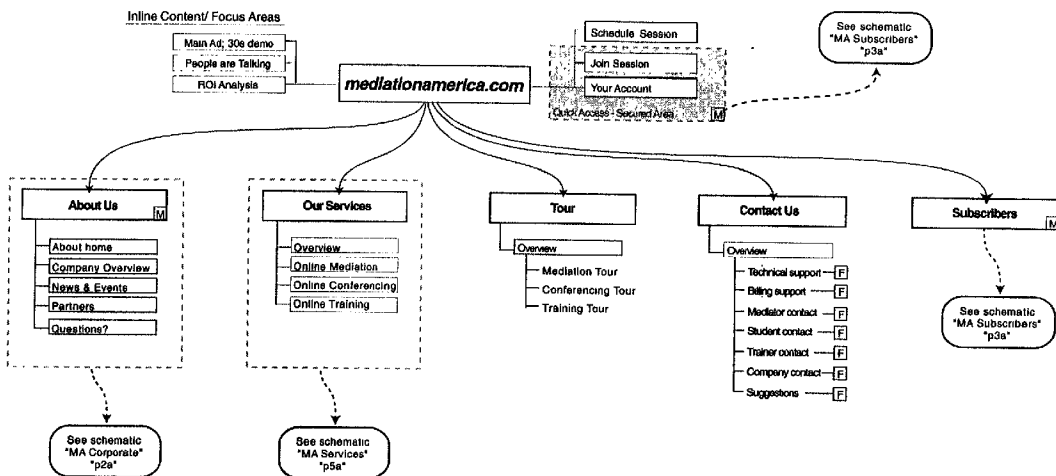 Inline Content/ Focus Areas
Main Ad; 30s demo
People are Talking
ROI Analysis
mediationamerica.com
Schedule Session
Join Session
Your Account
Quick Access - Secured Area
M
See schematic
"MA Subscribers"
"p3a"
About Us
M
About home
Company Overview
News & Events
Partners
Questions?
See schematic
"MA Corporate"
"p2a"
Our Services
Overview
Online Mediation
Online Conferencing
Online Training
See schematic
"MA Services"
"p5a"
Tour
Overview
Mediation Tour
Conferencing Tour
Training Tour
Contact Us
Overview
Technical support F
Billing support F
Mediator contact F
Student contact F
Trainer contact F
Company contact F
Suggestions F
Subscribers
M
See schematic
"MA Subscribers"
"p3a"